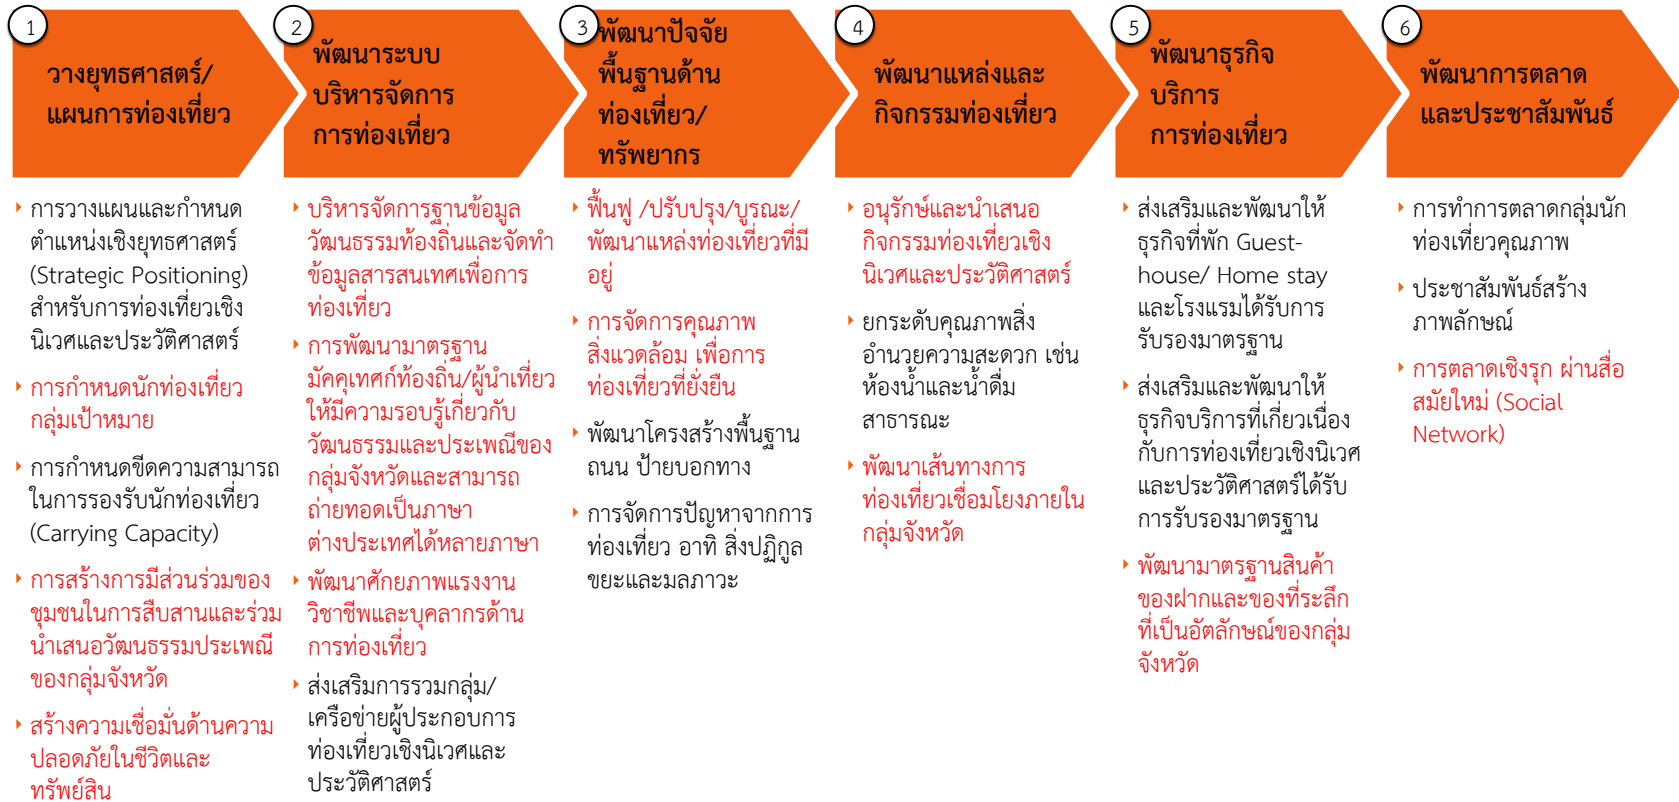 1
วางยุทธศาสตร์/
แผนการท่องเที่ยว
การวางแผนและกำหนด
ตำแหน่งเชิงยุทธศาสตร์
(Strategic Positioning)
สำหรับการท่องเที่ยวเชิง
นิเวศและประวัติศาสตร์
การกำหนดนักท่องเที่ยว
กลุ่มเป้าหมาย
การกำหนดขีดความสามารถ
ในการรองรับนักท่องเที่ยว
(Carrying Capacity)
การสร้างการมีส่วนร่วมของ
ชุมชนในการสืบสานและร่วม
นำเสนอวัฒนธรรมประเพณี
ของกลุ่มจังหวัด
สร้างความเชื่อมั่นด้านความ
ปลอดภัยในชีวิตและ
ทรัพย์สิน
2
พัฒนาระบบ
บริหารจัดการ
การท่องเที่ยว
บริหารจัดการฐานข้อมูล
วัฒนธรรมท้องถิ่นและจัดทำ
ข้อมูลสารสนเทศเพื่อการ
ท่องเที่ยว
การพัฒนามาตรฐาน
มัคคุเทศก์ท้องถิ่น/ผู้นำเที่ยว
ให้มีความรอบรู้เกี่ยวกับ
วัฒนธรรมและประเพณีของ
กลุ่มจังหวัดและสามารถ
ถ่ายทอดเป็นภาษา
ต่างประเทศได้หลายภาษา
พัฒนาศักยภาพแรงงาน
วิชาชีพและบุคลากรด้าน
การท่องเที่ยว
ส่งเสริมการรวมกลุ่ม/
เครือข่ายผู้ประกอบการ
ท่องเที่ยวเชิงนิเวศและ
ประวัติศาสตร์
3
พัฒนาปัจจัย
พื้นฐานด้าน
ท่องเที่ยว/
ทรัพยากร
ฟื้นฟู /ปรับปรุง/บูรณะ/
พัฒนาแหล่งท่องเที่ยวที่มี
อยู่
การจัดการคุณภาพ
สิ่งแวดล้อม เพื่อการ
ท่องเที่ยวที่ยั่งยืน
พัฒนาโครงสร้างพื้นฐาน
ถนน ป้ายบอกทาง
การจัดการปัญหาจากการ
ท่องเที่ยว อาทิ สิ่งปฏิกูล
ขยะและมลภาวะ
4
พัฒนาแหล่งและ
กิจกรรมท่องเที่ยว
อนุรักษ์และนำเสนอ
กิจกรรมท่องเที่ยวเชิง
นิเวศและประวัติศาสตร์
ยกระดับคุณภาพสิ่ง
อำนวยความสะดวก เช่น
ห้องน้ำและน้ำดื่ม
สาธารณะ
พัฒนาเส้นทางการ
ท่องเที่ยวเชื่อมโยงภายใน
กลุ่มจังหวัด
5
พัฒนาธุรกิจ
บริการ
การท่องเที่ยว
ส่งเสริมและพัฒนาให้
ธุรกิจที่พัก Guest-
house/ Home stay
และโรงแรมได้รับการ
รับรองมาตรฐาน
ส่งเสริมและพัฒนาให้
ธุรกิจบริการที่เกี่ยวเนื่อง
กับการท่องเที่ยวเชิงนิเวศ
และประวัติศาสตร์ได้รับ
การรับรองมาตรฐาน
พัฒนามาตรฐานสินค้า
ของฝากและของที่ระลึก
ที่เป็นอัตลักษณ์ของกลุ่ม
จังหวัด
6
พัฒนาการตลาด
และประชาสัมพันธ์
การทำการตลาดกลุ่มนัก
ท่องเที่ยวคุณภาพ
ประชาสัมพันธ์สร้าง
ภาพลักษณ์
การตลาดเชิงรุก ผ่านสื่อ
สมัยใหม่ (Social
Network)